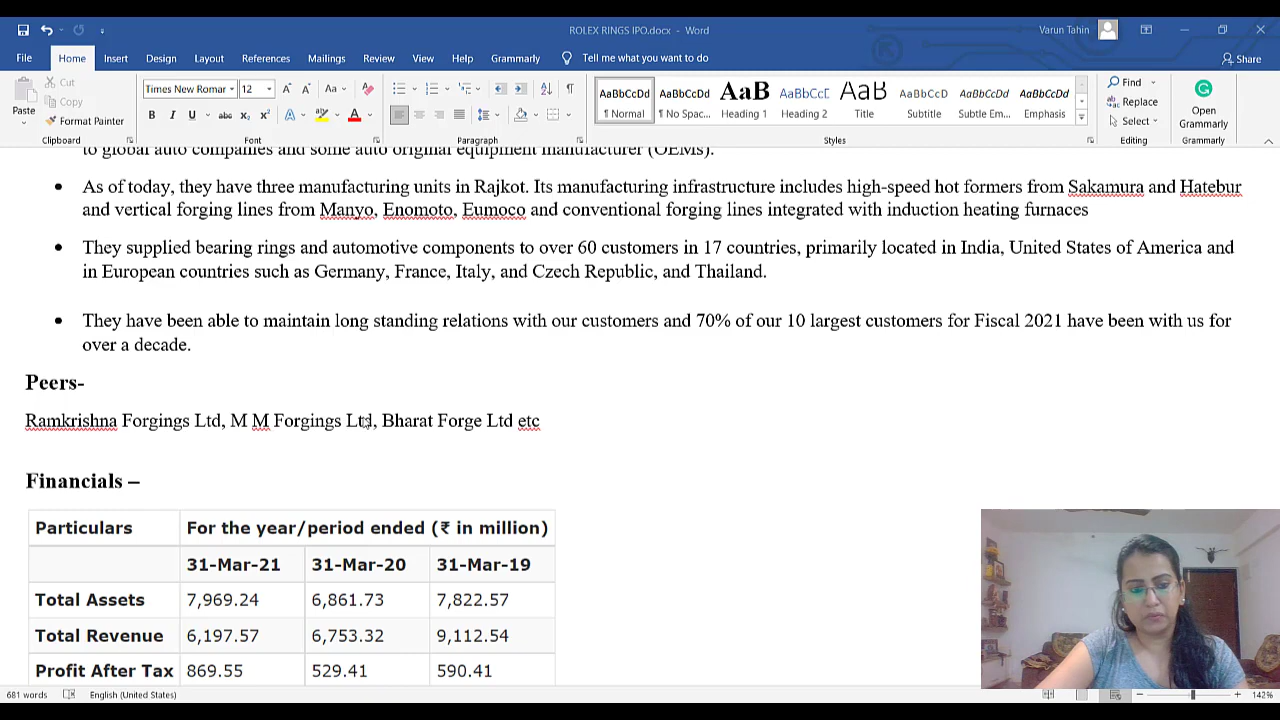 ROLEX RINGS IPO.docx - Word
Varun Tahin
File Home Insert Design Layout References Mailings Review View Help Grammarly Tell me what you want to do Share
Cut
Copy
Paste
Format Painter
Clipboard
Times New Romar 12
Font
Paragraph
AaBbCcDd AaBbCcDd AaB AaBbCcL AaB AaBbCcD AaBbCcDd AaBbCcDd
¶ Normal ¶ No Spac... Heading 1 Heading 2 Title Subtitle Subtle Em... Emphasis
Styles
Find
Replace
Select
Editing
Open
Grammarly
Grammarly
to global auto companies and some auto original equipment manufacturer (OEMs).
• As of today, they have three manufacturing units in Rajkot. Its manufacturing infrastructure includes high-speed hot formers from Sakamura and Hatebur
and vertical forging lines from Manyo, Enomoto, Eumoco and conventional forging lines integrated with induction heating furnaces
• They supplied bearing rings and automotive components to over 60 customers in 17 countries, primarily located in India, United States of America and
in European countries such as Germany, France, Italy, and Czech Republic, and Thailand.
• They have been able to maintain long standing relations with our customers and 70% of our 10 largest customers for Fiscal 2021 have been with us for
over a decade.
Peers-
Ramkrishna Forgings Ltd, M M Forgings Ltd, Bharat Forge Ltd etc
Financials –
Particulars For the year/period ended (₹ in million)
31-Mar-21 31-Mar-20 31-Mar-19
Total Assets 7,969.24 6,861.73 7,822.57
Total Revenue 6,197.57 6,753.32 9,112.54
Profit After Tax 869.55 529.41 590.41
681 words English (United States) 142%